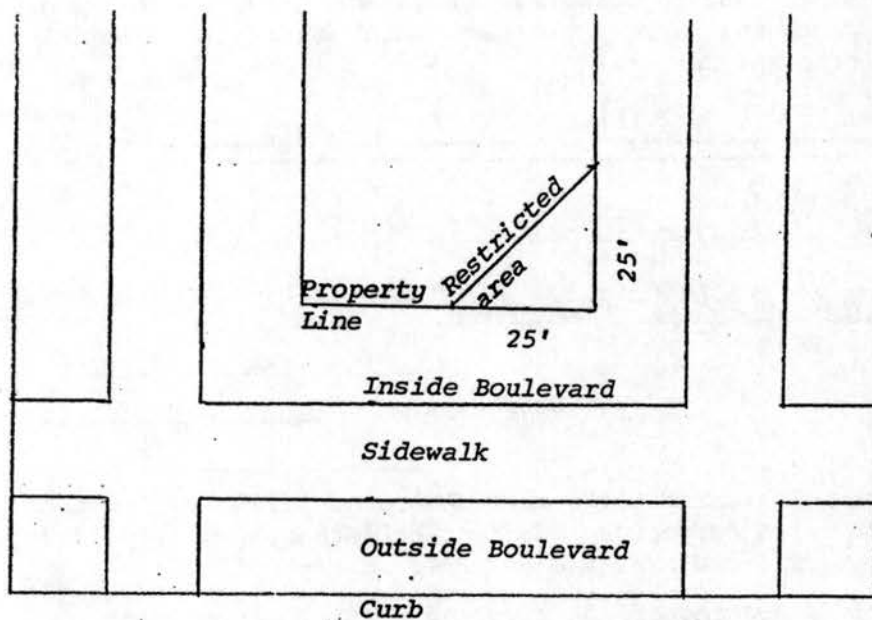 Restricted
area
25'
Property
Line
25'
Inside Boulevard
Sidewalk
Outside Boulevard
Curb